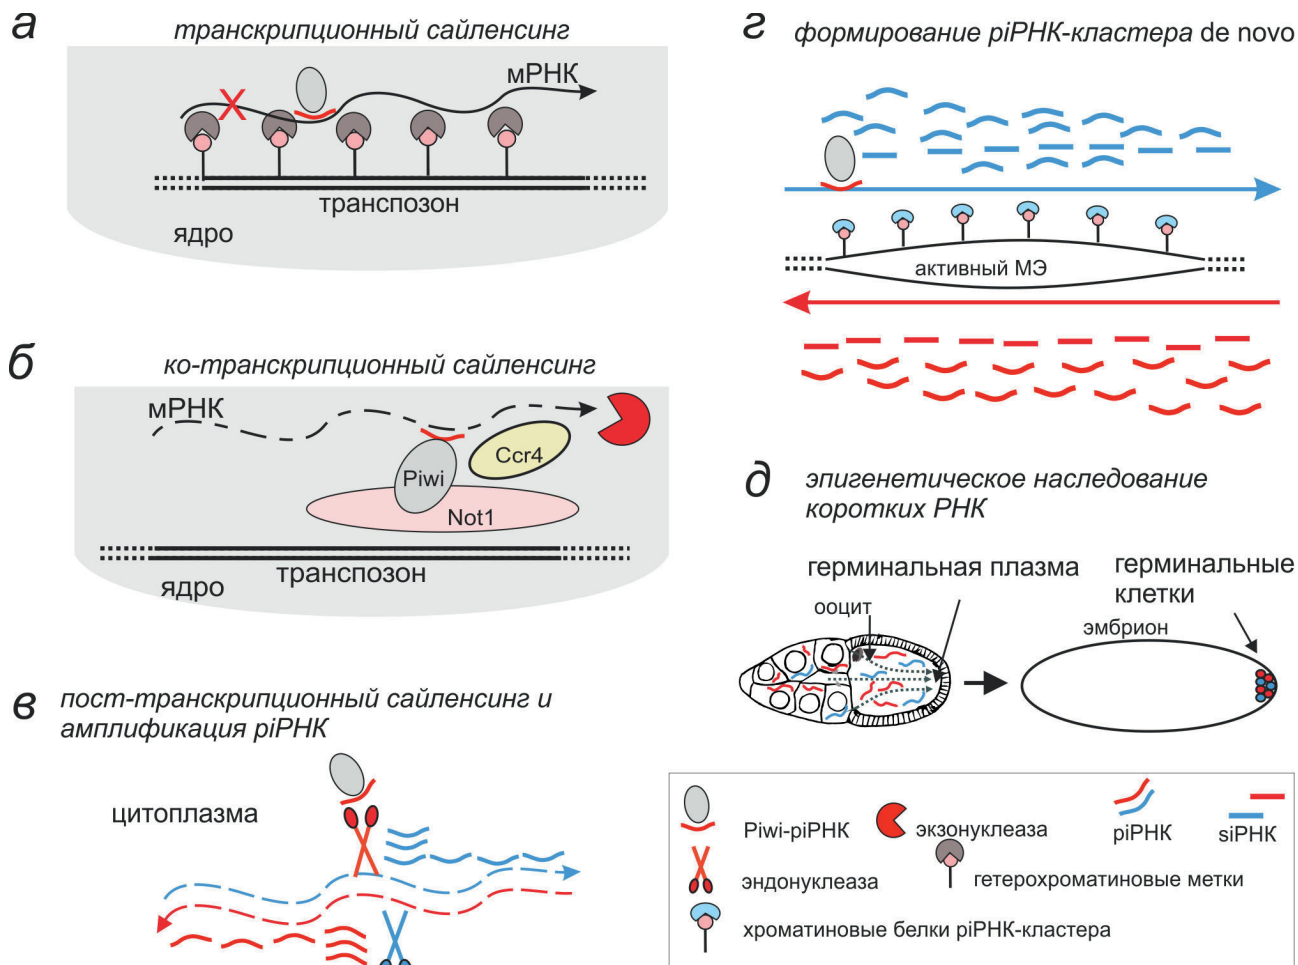 а транскрипционный сайленсинг
мРНК
транспозон
ядро
б ко-транскрипционный сайленсинг
мРНК
Ccr4
Piwi
Not1
транспозон
ядро
в пост-транскрипционный сайленсинг и
амплификация piРНК
цитоплазма
г формирование piРНК-кластера de novo
активный МЭ
д эпигенетическое наследование
коротких РНК
герминальная плазма
ооцит
герминальные
клетки
эмбрион
Piwi-piРНК
экзонуклеаза
piРНК
siРНК
эндонуклеаза
гетерохроматиновые метки
хроматиновые белки piРНК-кластера